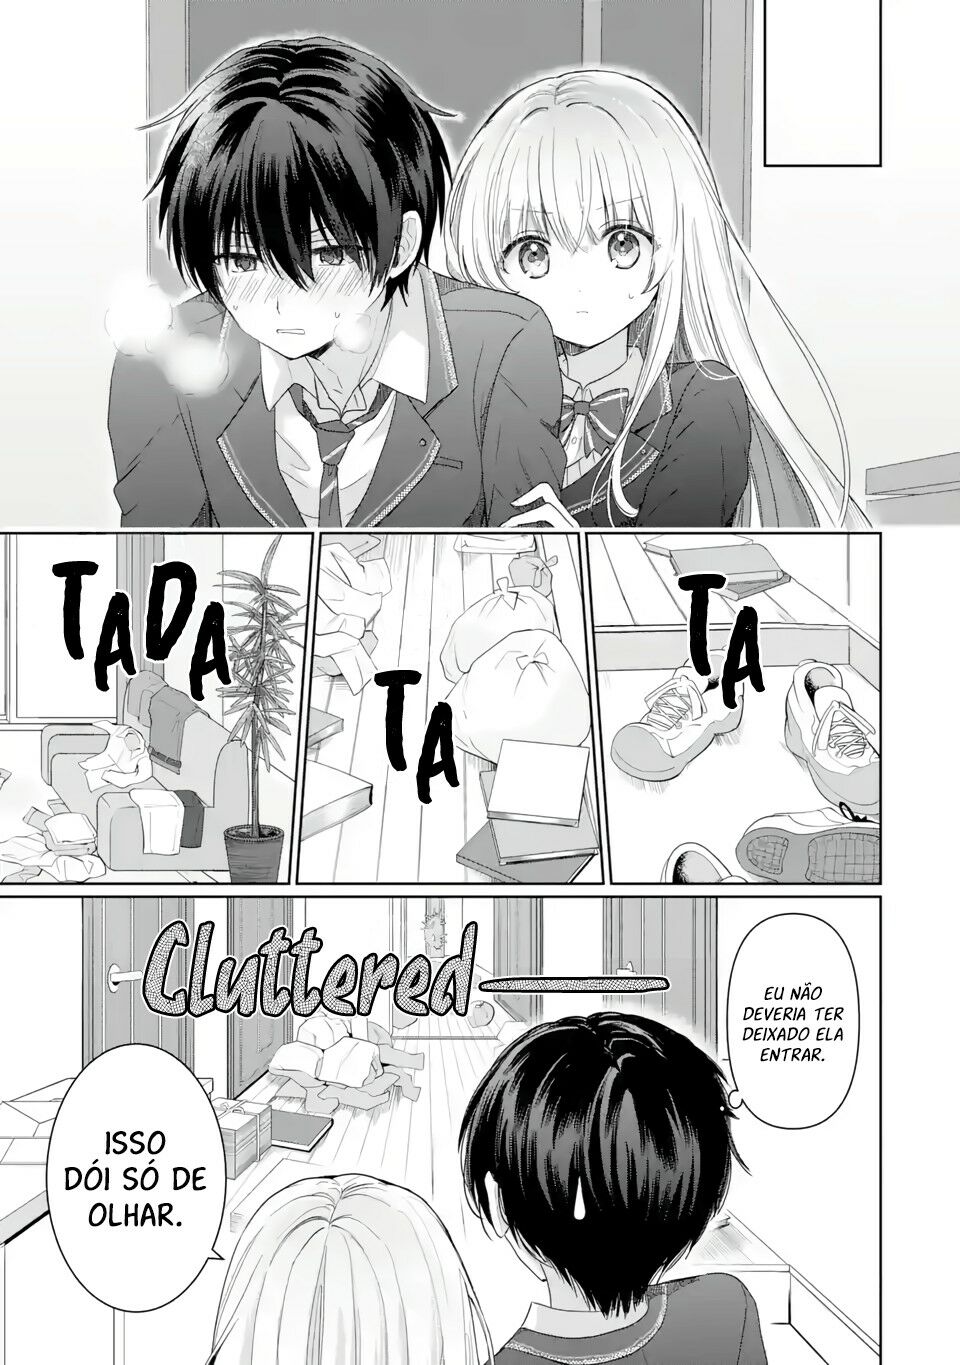 TA
TA
TADA
Cluttered
EU NÃO
DEVERIA TER
DEIXADO ELA
ENTRAR.
ISSO
DÓI SÓ DE
OLHAR.